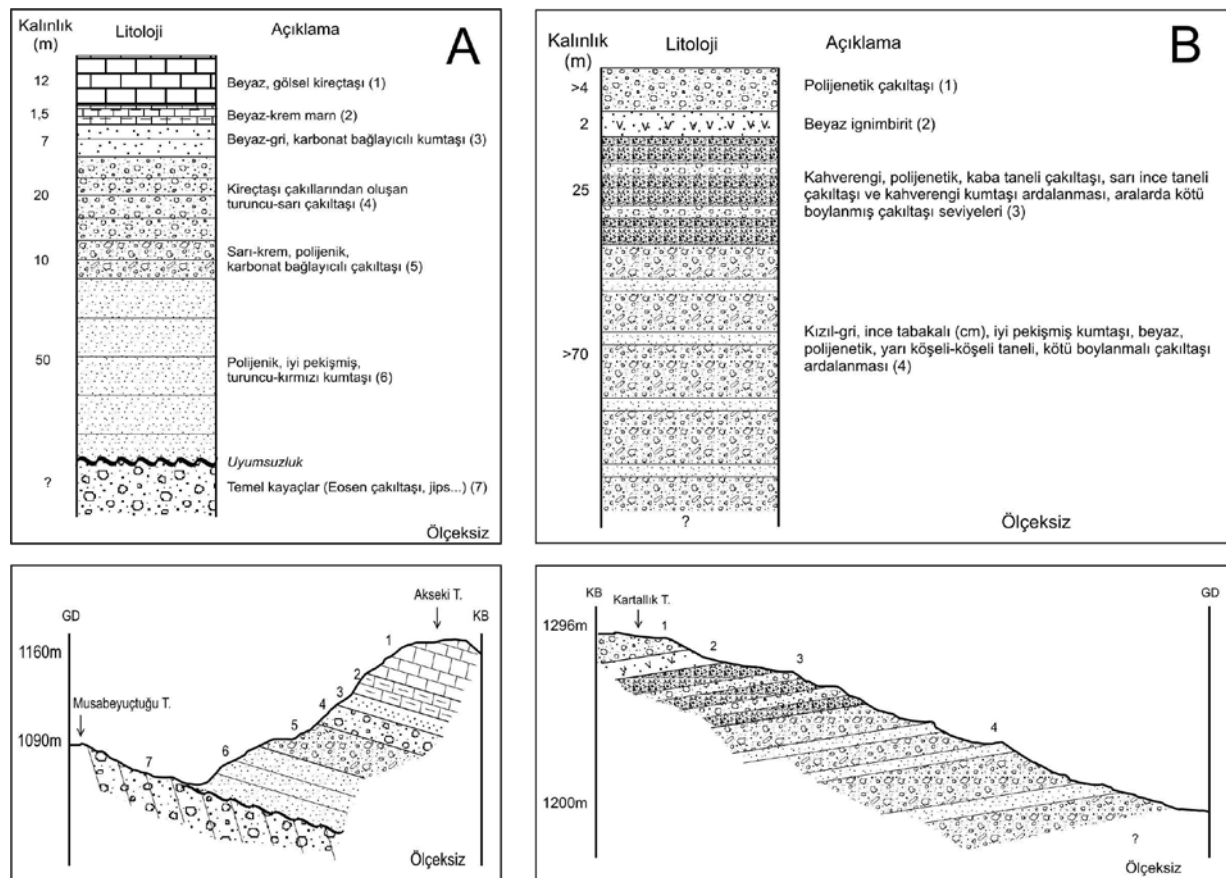 Kalınlık
(m)
Litoloji
Açıklama
A
12
Beyaz, gölsel kireçtaşı (1)
1,5
Beyaz-krem marn (2)
7
Beyaz-gri, karbonat bağlayıcılı kumtaşı (3)
20
Kireçtaşı çakıllarından oluşan
turuncu-sarı çakıltaşı (4)
10
Sarı-krem, polijenik,
karbonat bağlayıcılı çakıltaşı (5)
50
Polijenik, iyi pekişmiş,
turuncu-kırmızı kumtaşı (6)
Uyumsuzluk
?
Temel kayaçlar (Eosen çakıltaşı, jips...) (7)
Ölçeksiz
Kalınlık
(m)
Litoloji
Açıklama
B
>4
Polijenetik çakıltaşı (1)
2
Beyaz ignimbirit (2)
25
Kahverengi, polijenetik, kaba taneli çakıltaşı, sarı ince taneli
çakıltaşı ve kahverengi kumtaşı ardalanması, aralarda kötü
boylanmış çakıltaşı seviyeleri (3)
>70
Kızıl-gri, ince tabakalı (cm), iyi pekişmiş kumtaşı, beyaz,
polijenetik, yarı köşeli-köşeli taneli, kötü boylanmalı çakıltaşı
ardalanması (4)
?
Ölçeksiz
GD
Akseki T.
KB
1160m
1
2
3
4
5
6
Musabeyuçtuğu T.
1090m
7
Ölçeksiz
KB
Kartallık T.
GD
1296m
1
2
3
4
1200m
?
Ölçeksiz